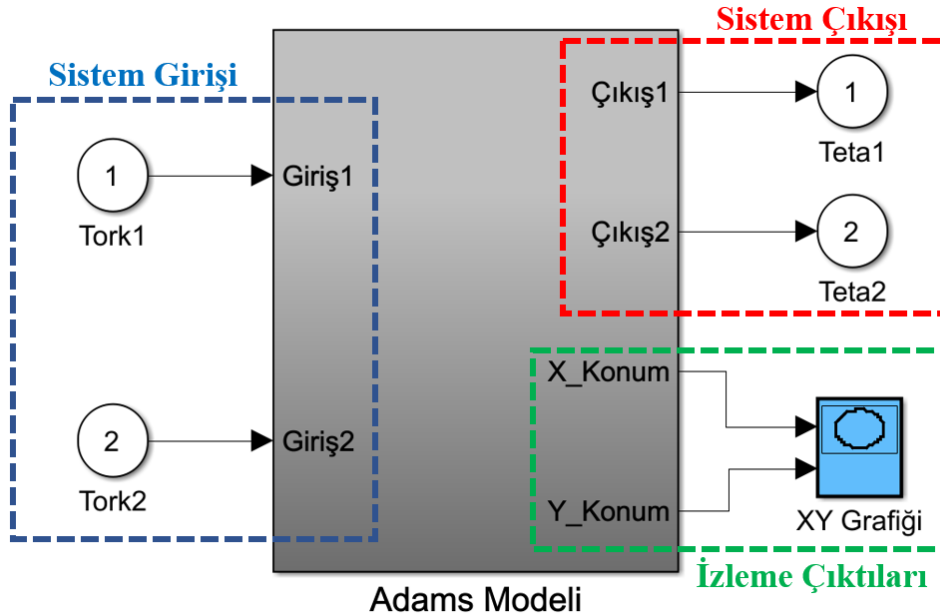 Sistem Girişi
1
Tork1
2
Tork2
Giriş1
Giriş2
Çıkış1
Çıkış2
X_Konum
Y_Konum
Adams Modeli
Sistem Çıkışı
1
Teta1
2
Teta2
XY Grafiği
İzleme Çıktıları